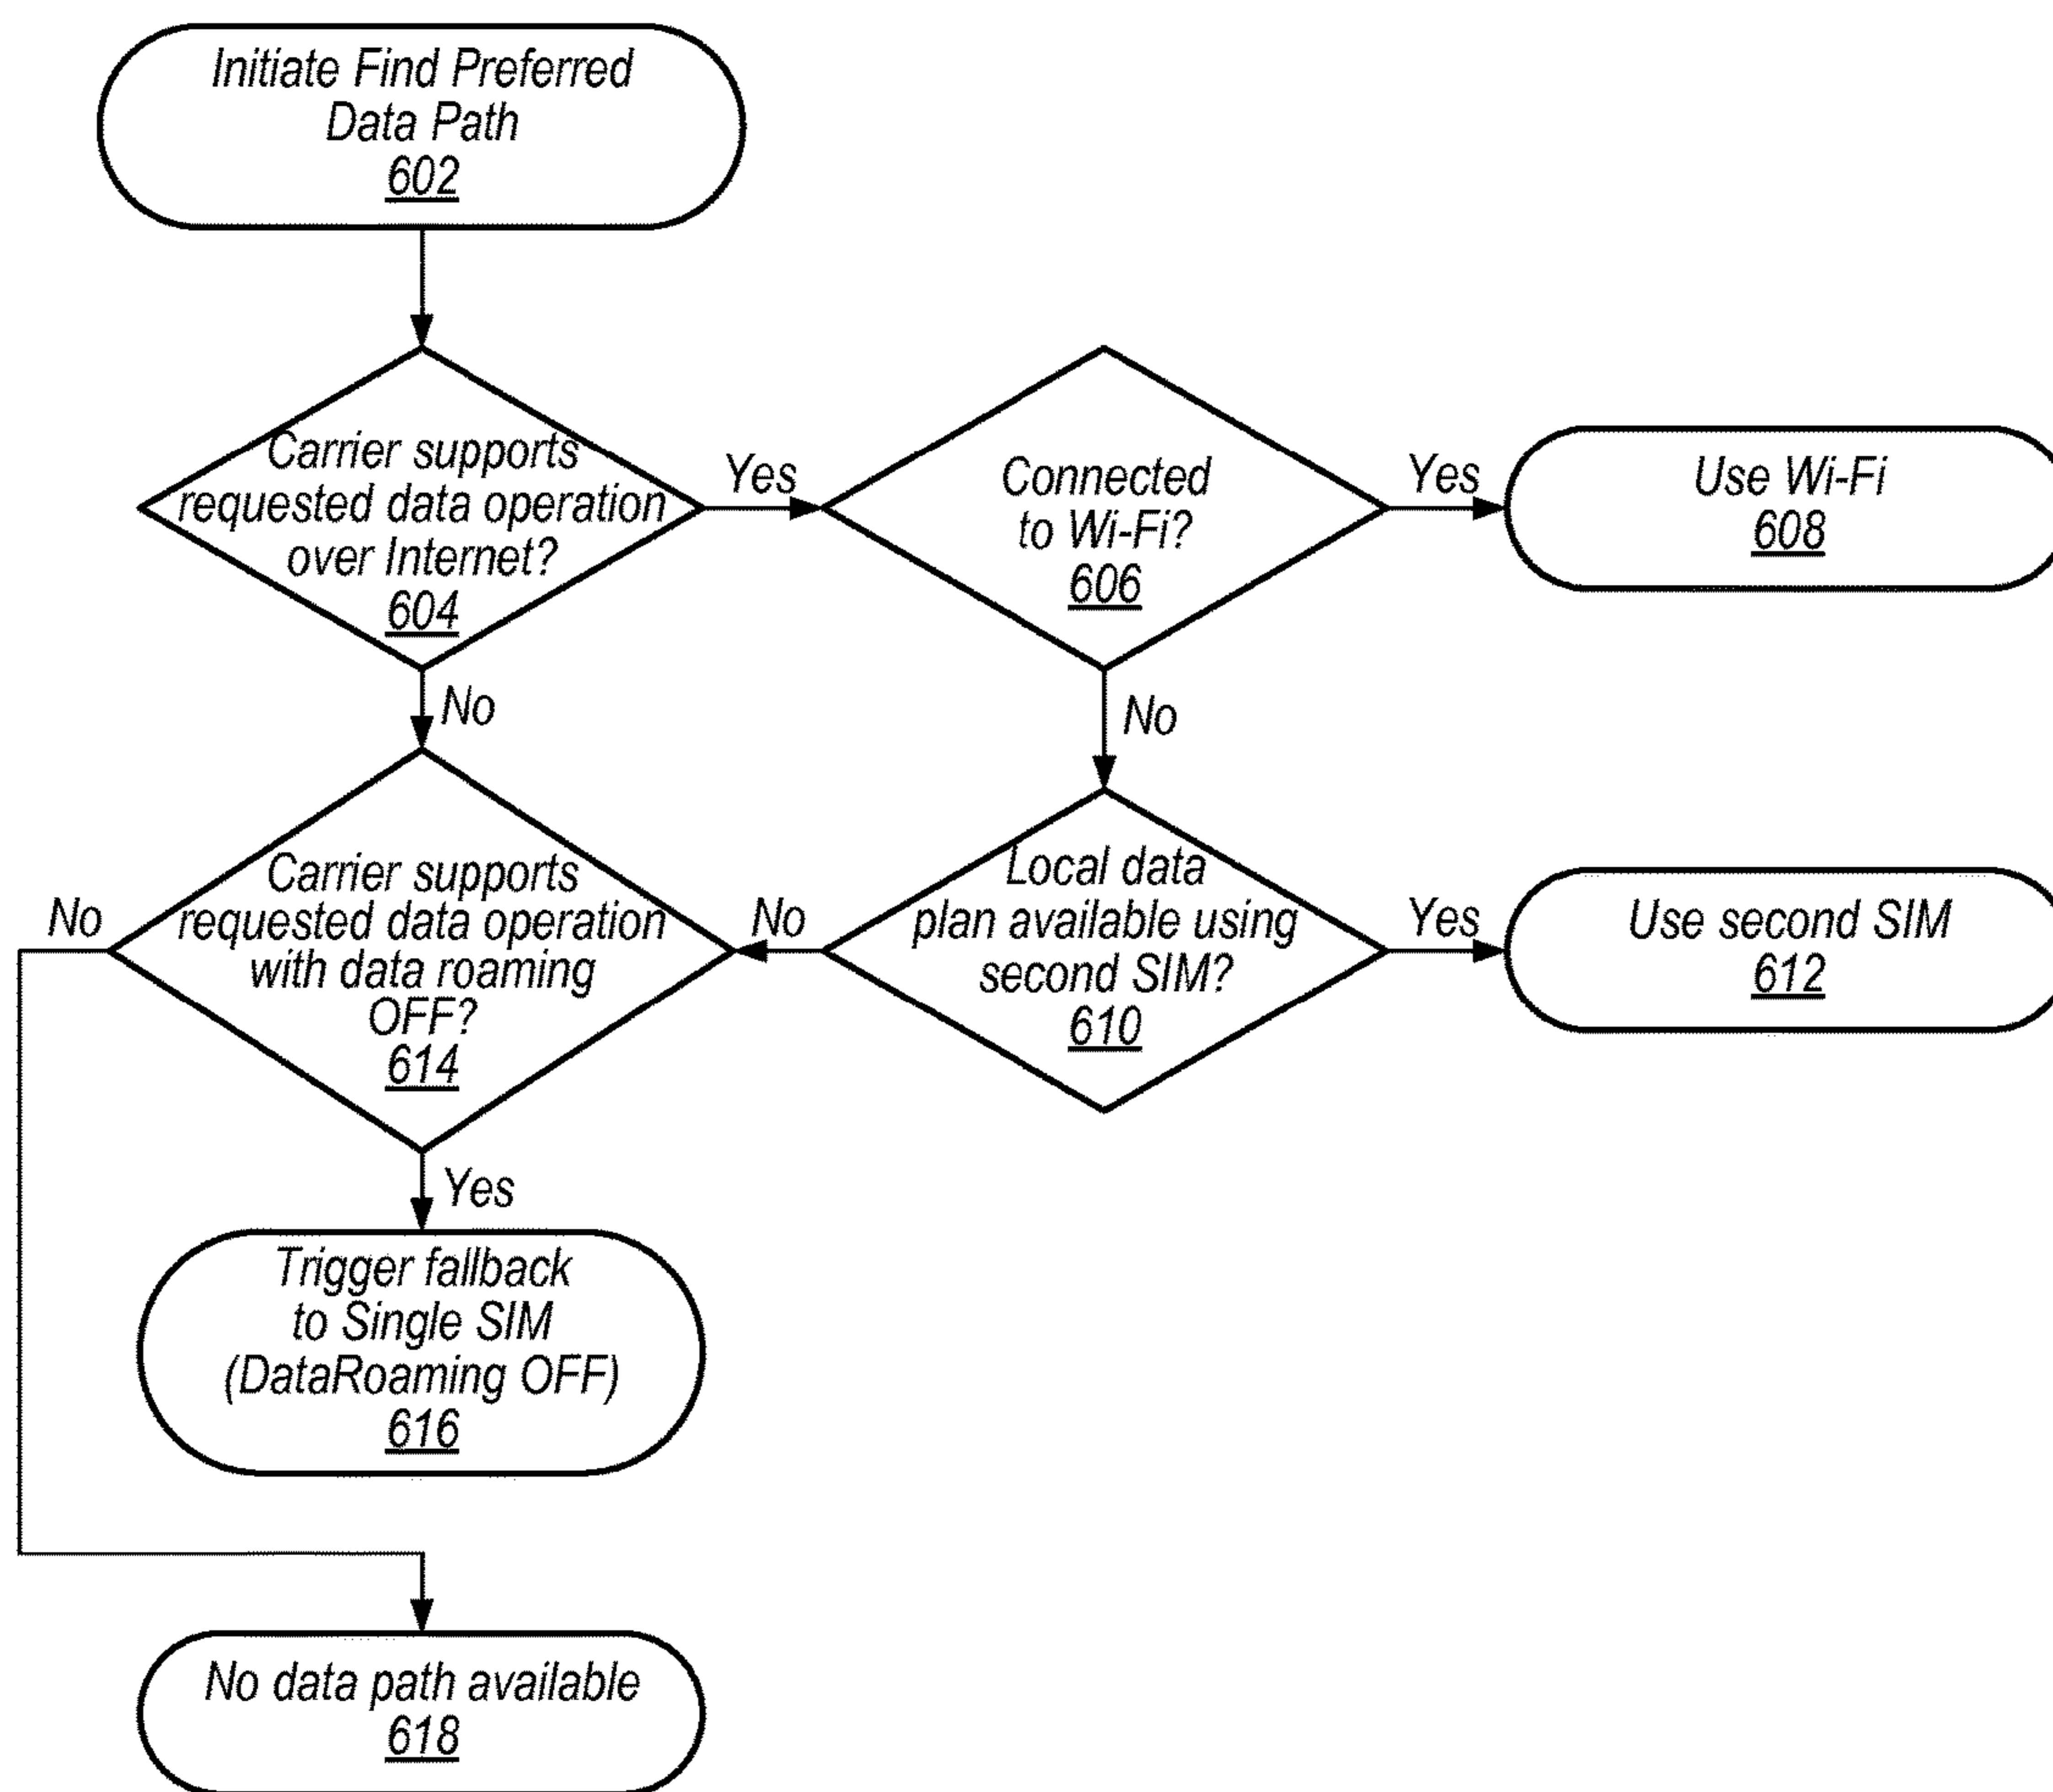 Initiate Find Preferred
Data Path
602
Carrier supports
requested data operation
over Internet?
604
Yes
Connected
to Wi-Fi?
606
Yes
Use Wi-Fi
608
No
No
Carrier supports
requested data operation
with data roaming
OFF?
614
No
No
Local data
plan available using
second SIM?
610
Yes
Use second SIM
612
Yes
Trigger fallback
to Single SIM
(DataRoaming OFF)
616
No data path available
618